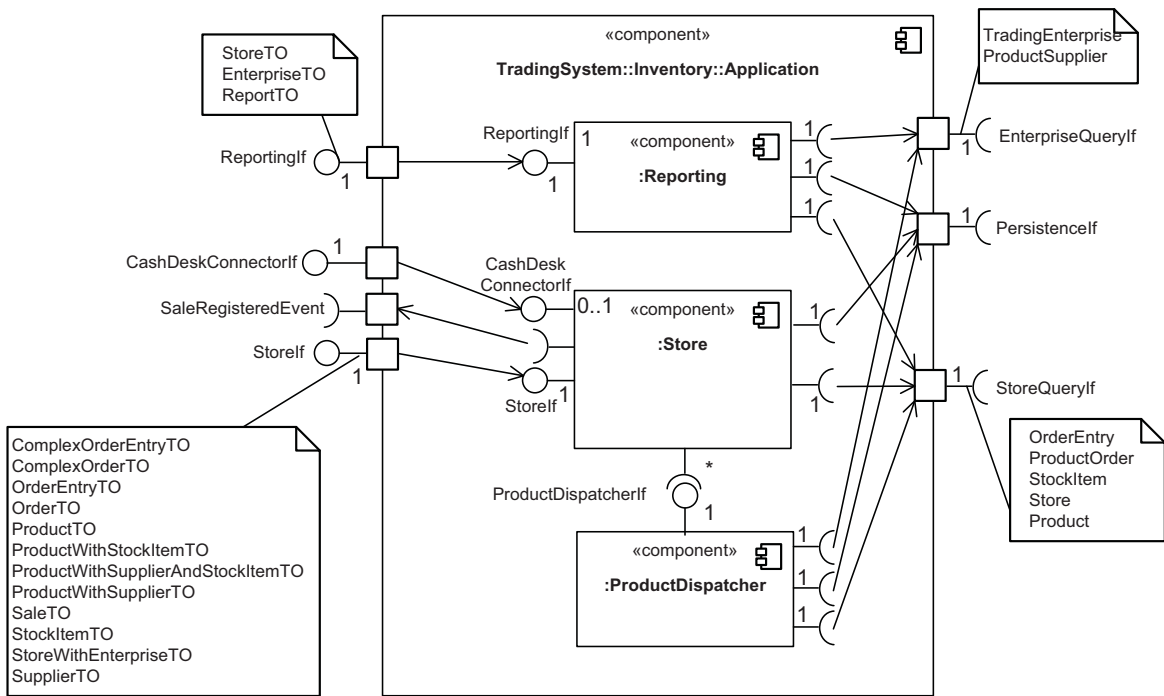 «component»
TradingSystem::Inventory::Application
StoreTO
EnterpriseTO
ReportTO
TradingEnterprise
ProductSupplier
ReportingIf
1
ReportingIf
1
1
«component»
:Reporting
1
1
1
1
EnterpriseQueryIf
1
PersistenceIf
CashDeskConnectorIf
1
CashDesk
ConnectorIf
SaleRegisteredEvent
StoreIf
1
0..1
«component»
:Store
StoreIf
1
1
1
1
StoreQueryIf
ProductDispatcherIf
*
1
«component»
:ProductDispatcher
1
1
1
ComplexOrderEntryTO
ComplexOrderTO
OrderEntryTO
OrderTO
ProductTO
ProductWithStockItemTO
ProductWithSupplierAndStockItemTO
ProductWithSupplierTO
SaleTO
StockItemTO
StoreWithEnterpriseTO
SupplierTO
OrderEntry
ProductOrder
StockItem
Store
Product